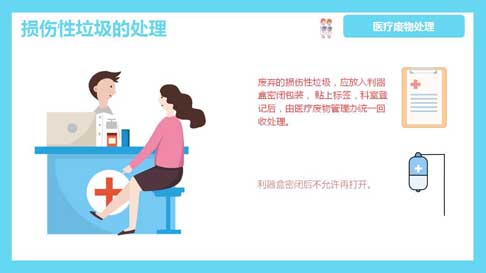 损伤性垃圾的处理
医疗废物处理
废弃的损伤性垃圾，应放入利器
盒密闭包装，贴上标签，科室登
记后，由医疗废物管理办统一回
收处理。
利器盒密闭后不允许再打开。